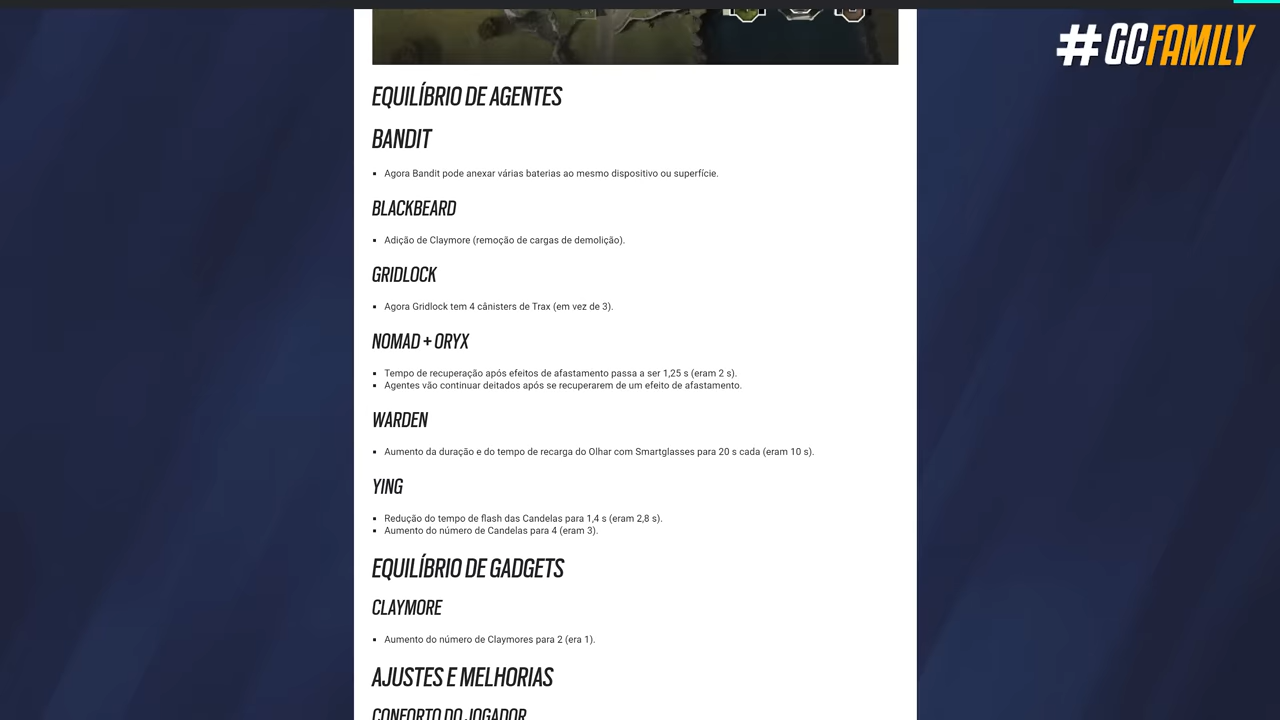 #GCFAMILY
EQUILÍBRIO DE AGENTES
BANDIT
▪ Agora Bandit pode anexar várias baterias ao mesmo dispositivo ou superfície.
BLACKBEARD
▪ Adição de Claymore (remoção de cargas de demolição).
GRIDLOCK
▪ Agora Gridlock tem 4 cânisters de Trax (em vez de 3).
NOMAD + ORYX
▪ Tempo de recuperação após efeitos de afastamento passa a ser 1,25 s (eram 2 s).
▪ Agentes vão continuar deitados após se recuperarem de um efeito de afastamento.
WARDEN
▪ Aumento da duração e do tempo de recarga do Olhar com Smartglasses para 20 s cada (eram 10 s).
YING
▪ Redução do tempo de flash das Candelas para 1,4 s (eram 2,8 s).
▪ Aumento do número de Candelas para 4 (eram 3).
EQUILÍBRIO DE GADGETS
CLAYMORE
▪ Aumento do número de Claymores para 2 (era 1).
AJUSTES E MELHORIAS
CONFORTO DO JOGADOR